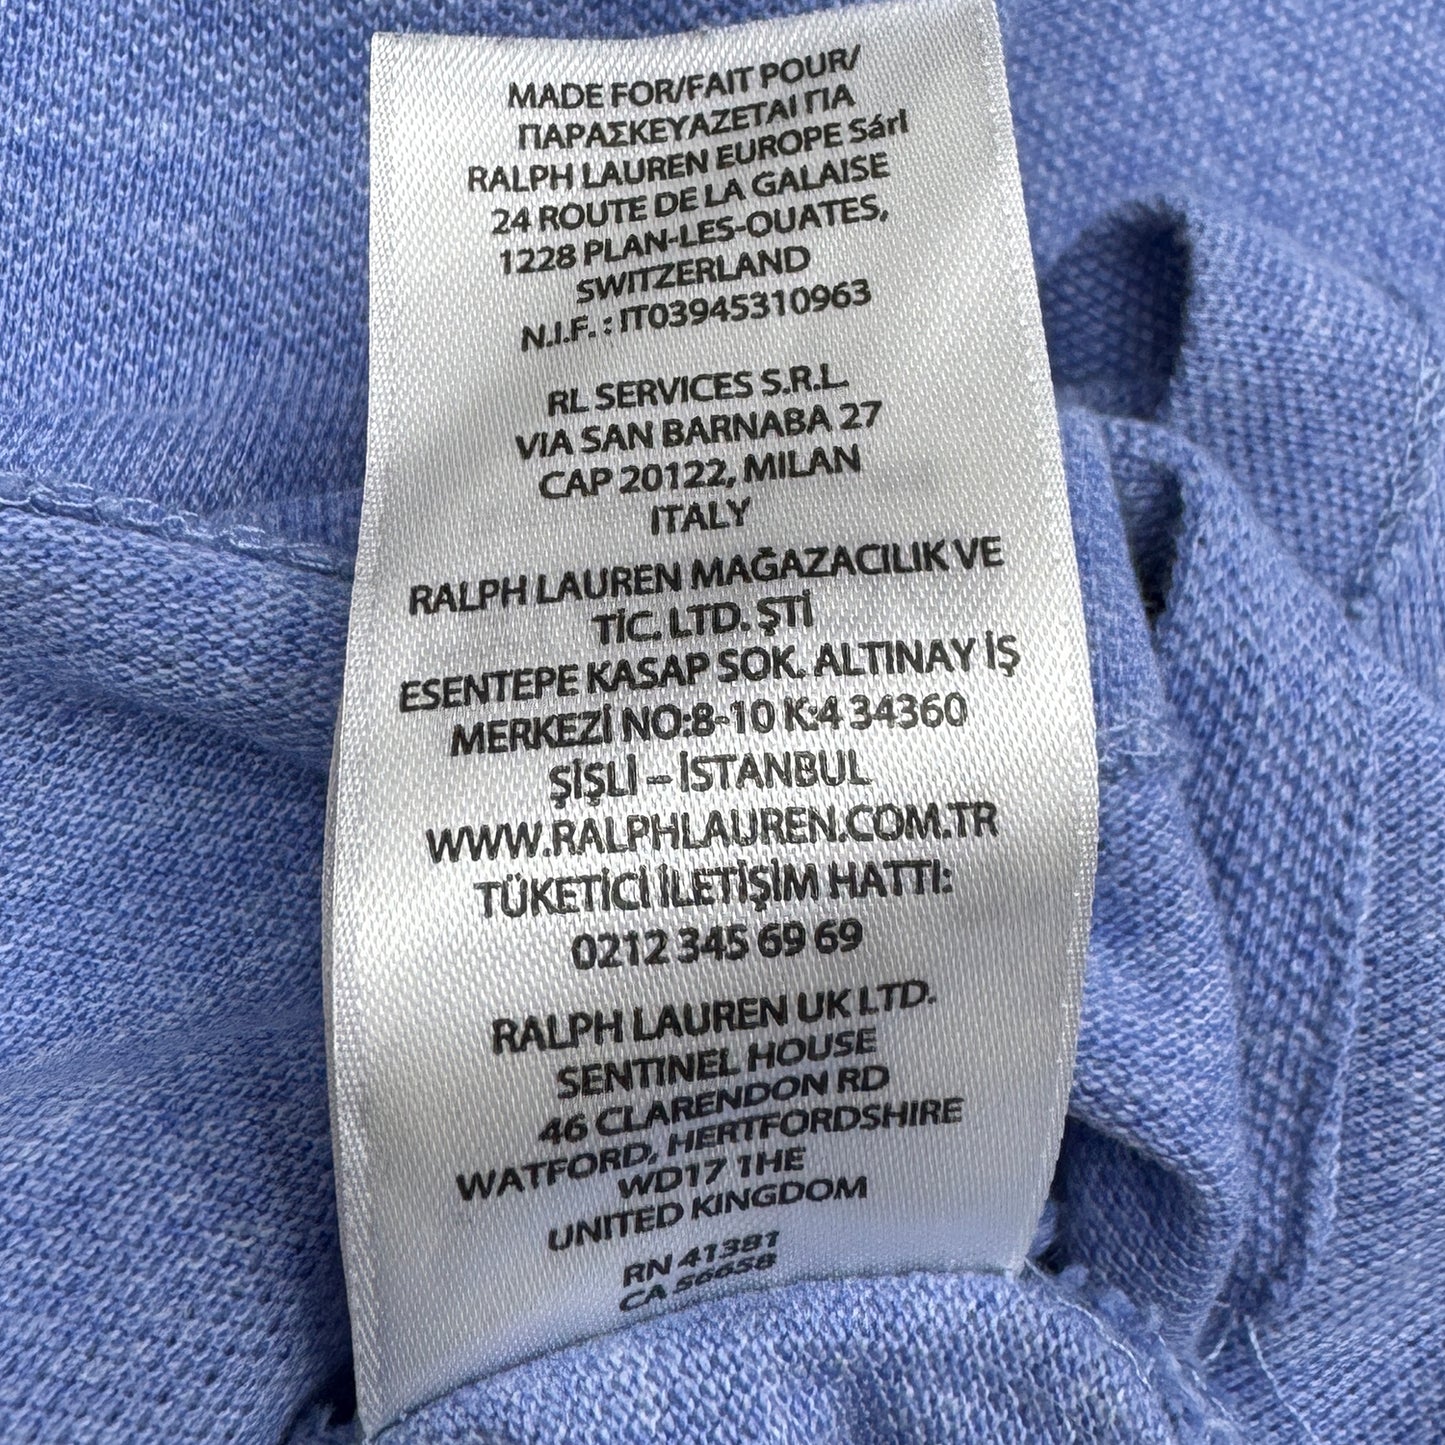 MADE FOR/FAIT POUR/
ΠΑΡΑΣΚΕΥΑΖΕΤΑΙ ΓΙΑ
RALPH LAUREN EUROPE Sárl
24 ROUTE DE LA GALAISE
1228 PLAN-LES-OUATES,
SWITZERLAND
N.I.F. : IT03945310963
RL SERVICES S.R.L.
VIA SAN BARNABA 27
CAP 20122, MILAN
ITALY
RALPH LAUREN MAĞAZACILIK VE
TİC. LTD. ŞTİ
ESENTEPE KASAP SOK. ALTINAY İŞ
MERKEZİ NO:8-10 K:4 34360
ŞİŞLİ – İSTANBUL
WWW.RALPHLAUREN.COM.TR
TÜKETİCİ İLETİŞİM HATTI:
0212 345 69 69
RALPH LAUREN UK LTD.
SENTINEL HOUSE
46 CLARENDON RD
WATFORD, HERTFORDSHIRE
WD17 1HE
UNITED KINGDOM
RN 41381
CA 56658